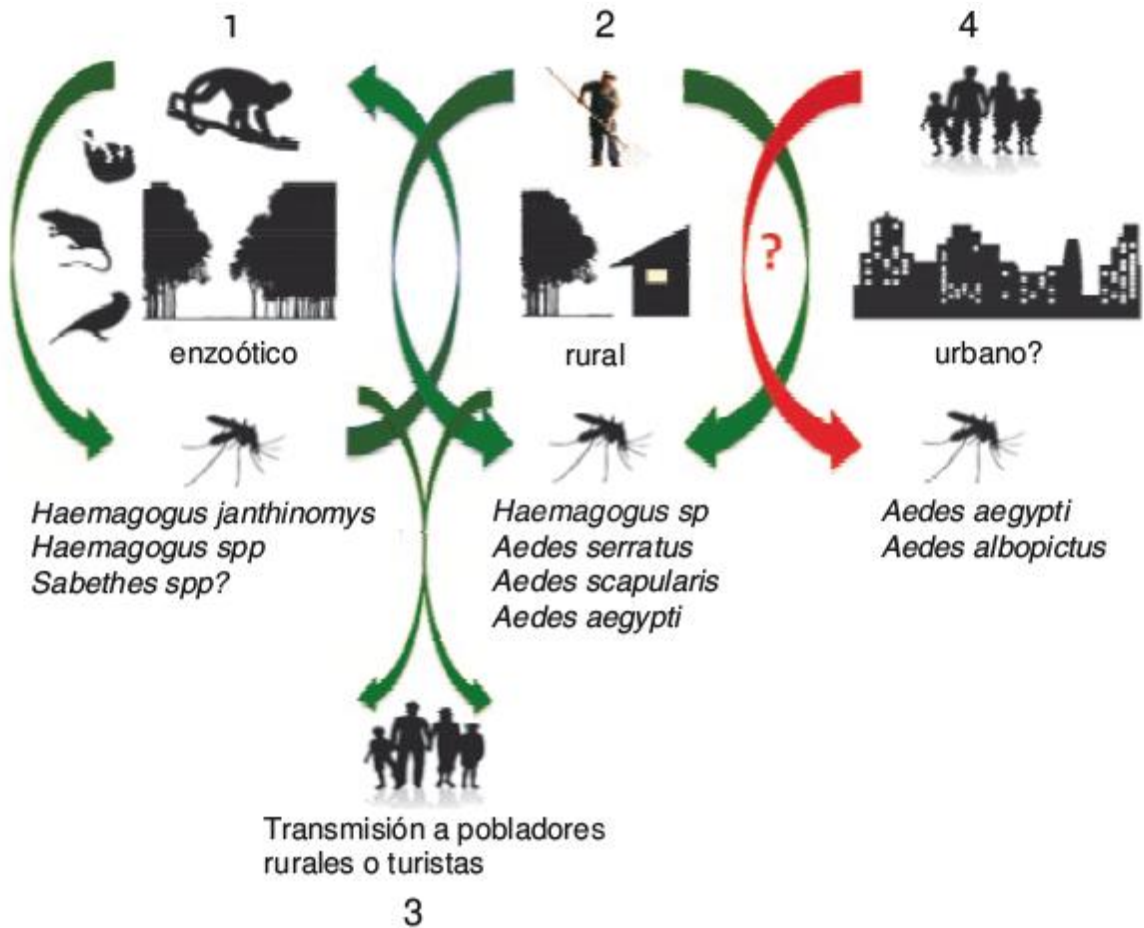 1
2
4
enzoótico
rural
?
urbano?
Haemagogus janthinomys
Haemagogus spp
Sabethes spp?
Haemagogus sp
Aedes serratus
Aedes scapularis
Aedes aegypti
Aedes aegypti
Aedes albopictus
Transmisión a pobladores
rurales o turistas
3